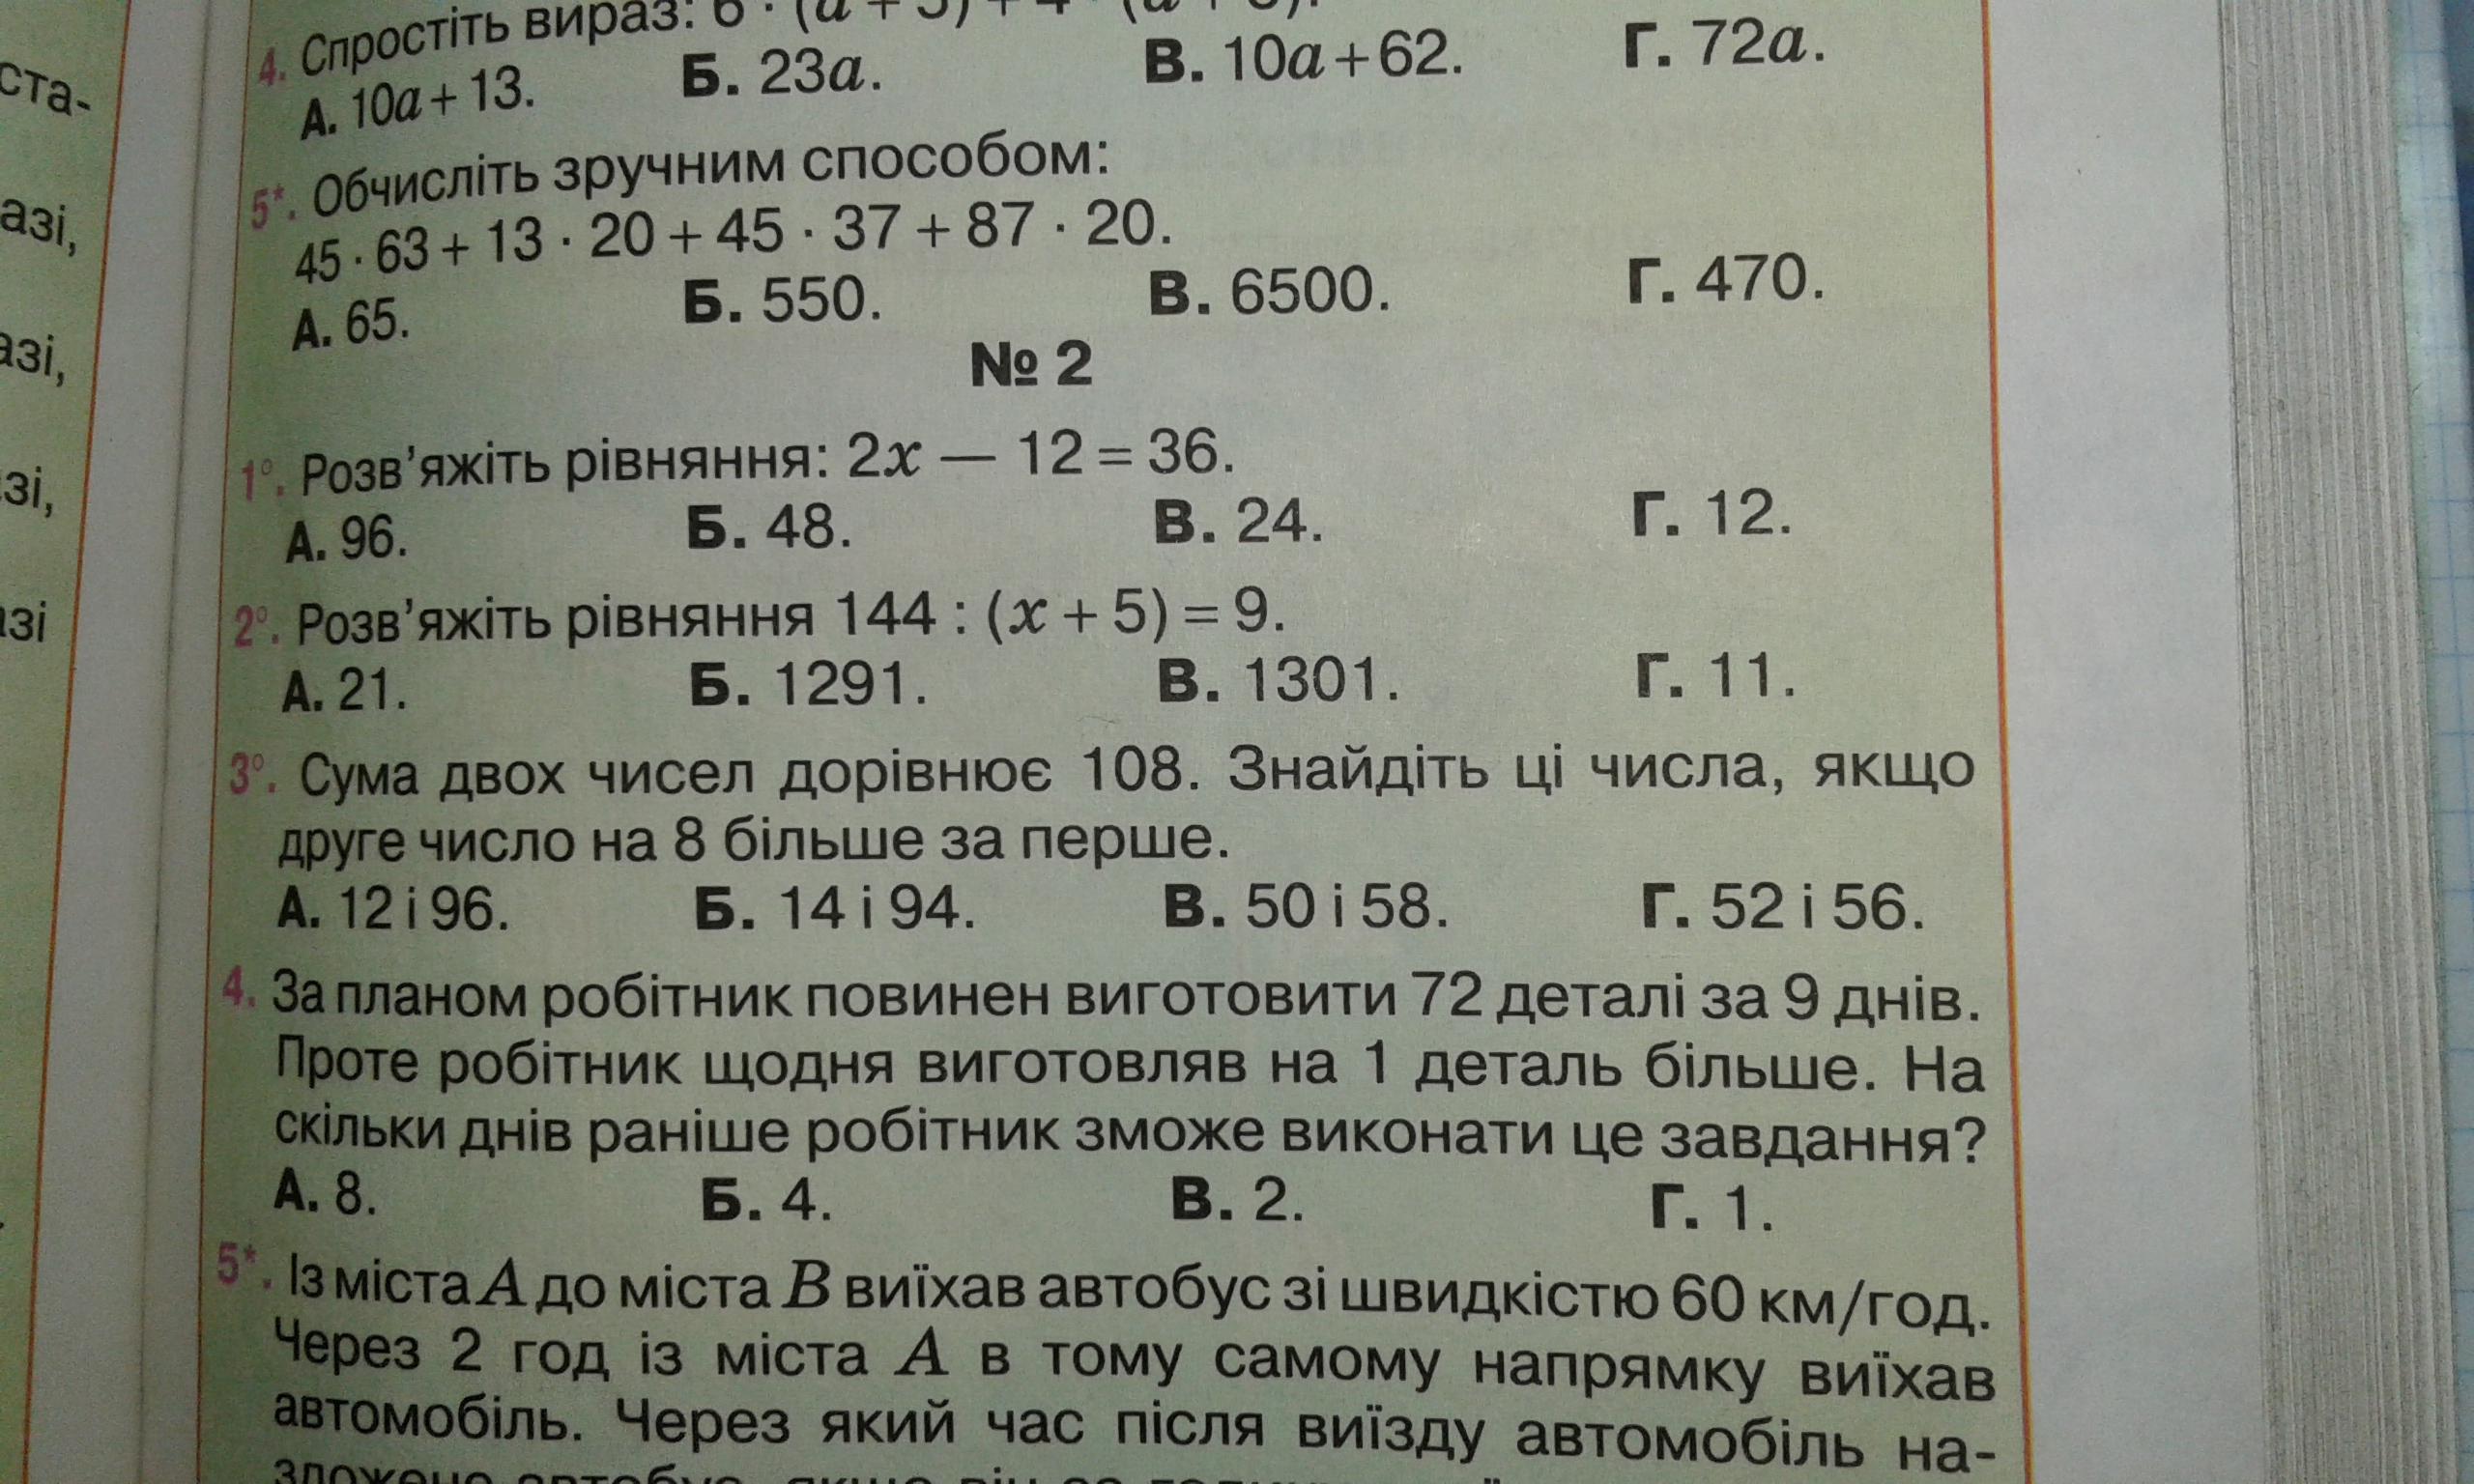 ста-
азі,
азі,
зі,
зі
4. Спростіть вираз:
А. 10a + 13. Б. 23a. В. 10a + 62. Г. 72a.
5*. Обчисліть зручним способом:
45 · 63 + 13 · 20 + 45 · 37 + 87 · 20.
А. 65. Б. 550. В. 6500. Г. 470.
№ 2
1°. Розв’яжіть рівняння: 2x — 12 = 36.
А. 96. Б. 48. В. 24. Г. 12.
2°. Розв’яжіть рівняння 144 : (x + 5) = 9.
А. 21. Б. 1291. В. 1301. Г. 11.
3°. Сума двох чисел дорівнює 108. Знайдіть ці числа, якщо
друге число на 8 більше за перше.
А. 12 і 96. Б. 14 і 94. В. 50 і 58. Г. 52 і 56.
4. За планом робітник повинен виготовити 72 деталі за 9 днів.
Проте робітник щодня виготовляв на 1 деталь більше. На
скільки днів раніше робітник зможе виконати це завдання?
А. 8. Б. 4. В. 2. Г. 1.
5*. Із міста A до міста B виїхав автобус зі швидкістю 60 км/год.
Через 2 год із міста A в тому самому напрямку виїхав
автомобіль. Через який час після виїзду автомобіль на-